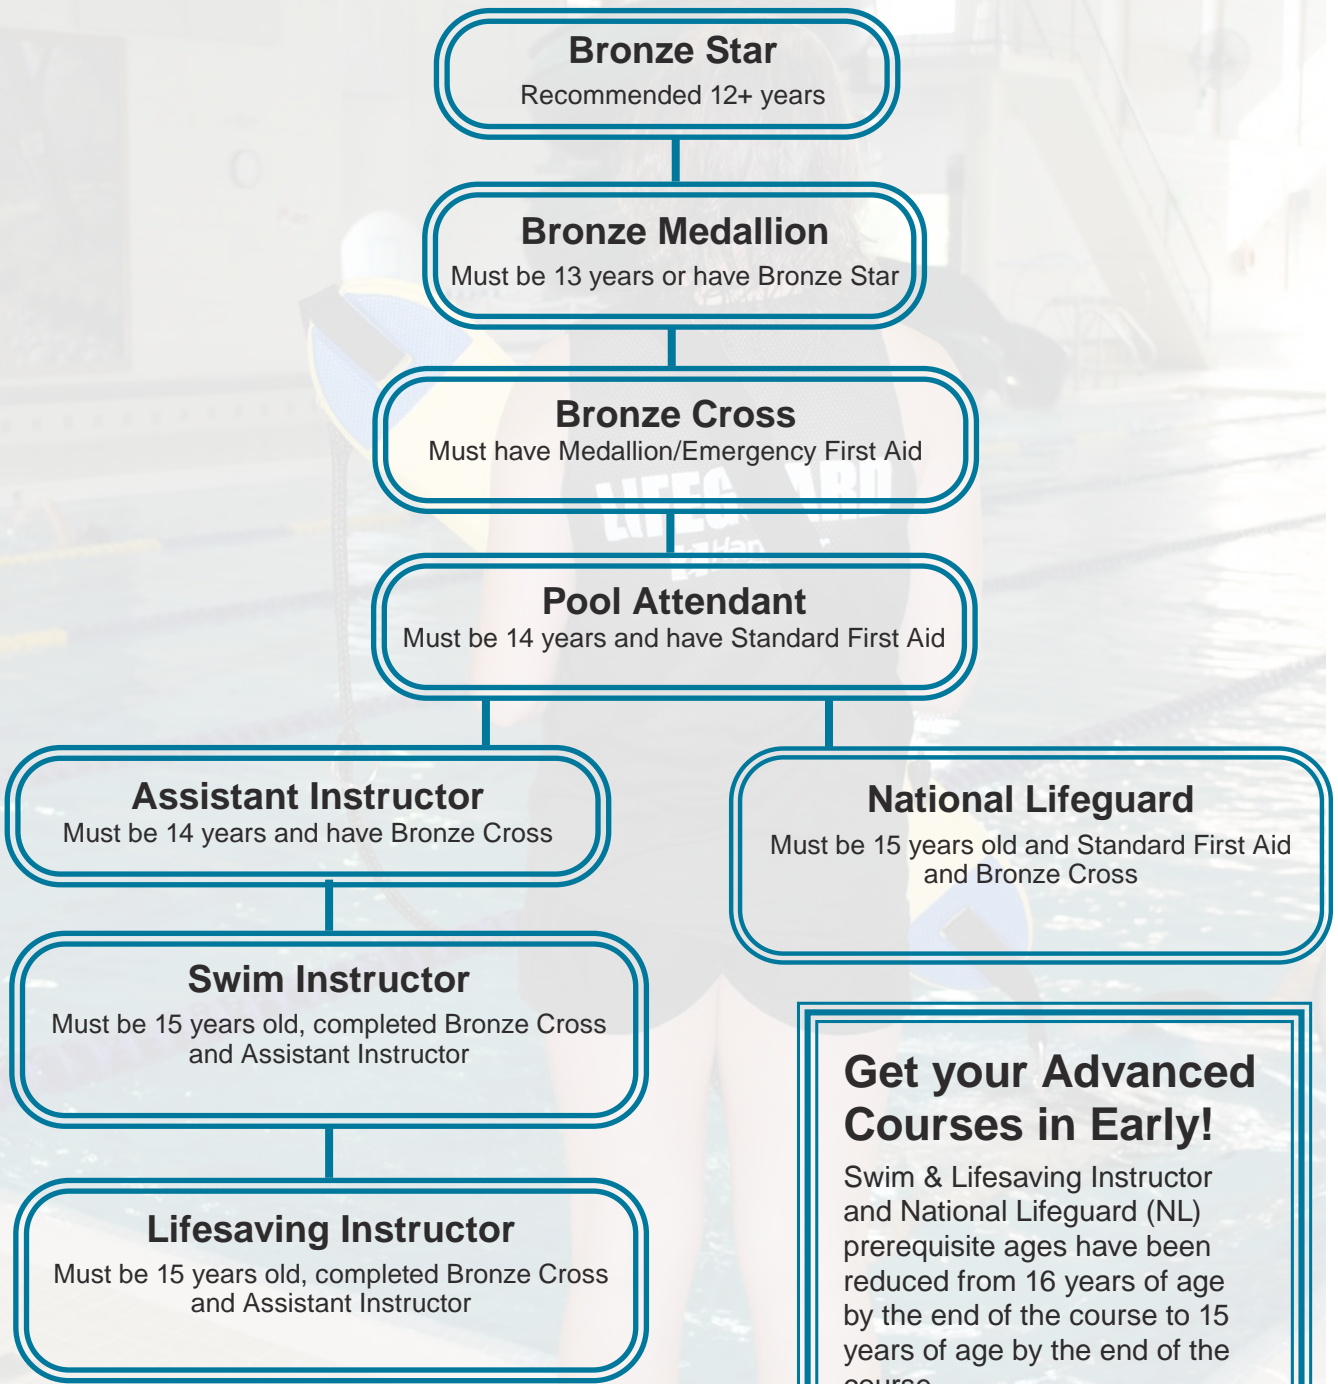 Bronze Star
Recommended 12+ years
Bronze Medallion
Must be 13 years or have Bronze Star
Bronze Cross
Must have Medallion/Emergency First Aid
Pool Attendant
Must be 14 years and have Standard First Aid
Assistant Instructor
Must be 14 years and have Bronze Cross
National Lifeguard
Must be 15 years old and Standard First Aid
and Bronze Cross
Swim Instructor
Must be 15 years old, completed Bronze Cross
and Assistant Instructor
Lifesaving Instructor
Must be 15 years old, completed Bronze Cross
and Assistant Instructor
Get your Advanced
Courses in Early!
Swim & Lifesaving Instructor
and National Lifeguard (NL)
prerequisite ages have been
reduced from 16 years of age
by the end of the course to 15
years of age by the end of the